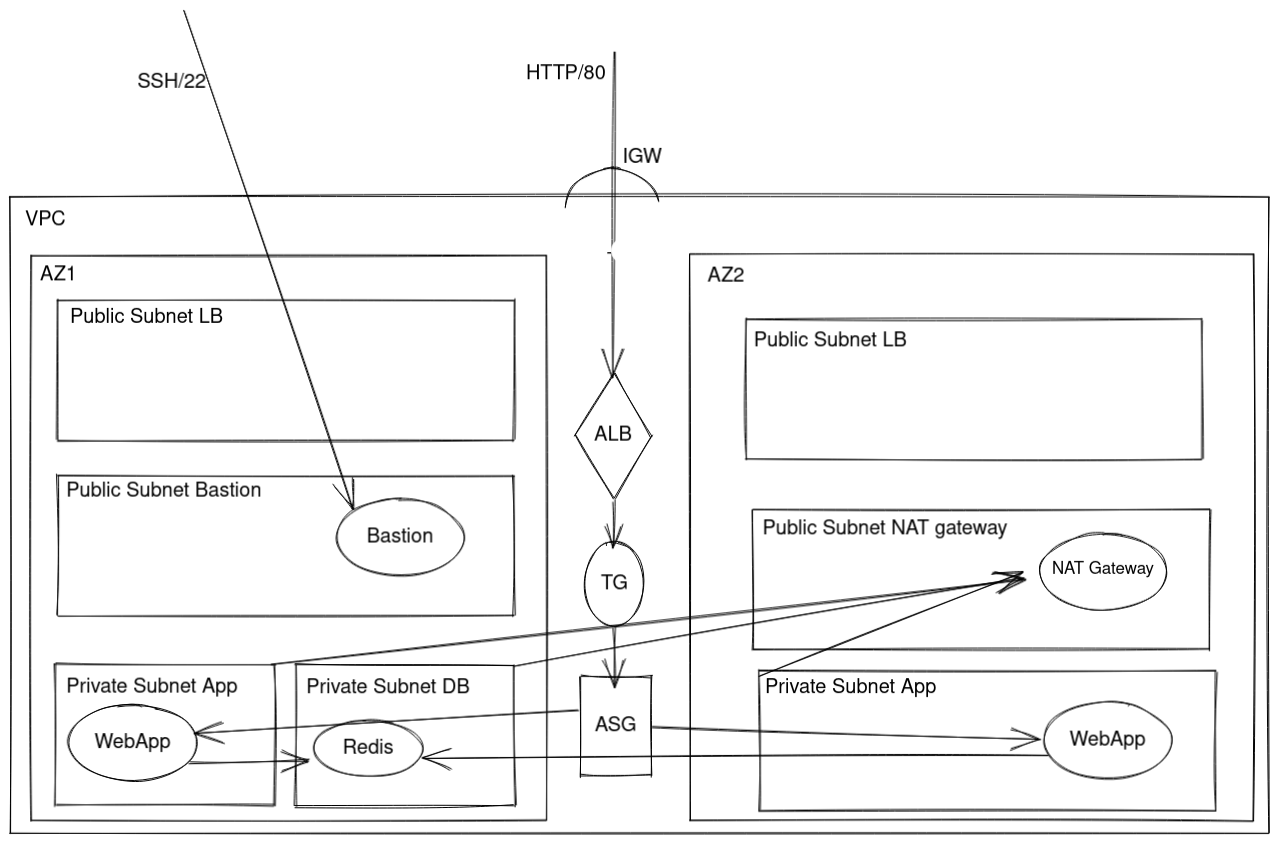 SSH/22
HTTP/80
IGW
VPC
AZ1
AZ2
Public Subnet LB
Public Subnet LB
ALB
Public Subnet Bastion
Bastion
Public Subnet NAT gateway
NAT Gateway
TG
Private Subnet App
WebApp
Private Subnet DB
Redis
ASG
Private Subnet App
WebApp